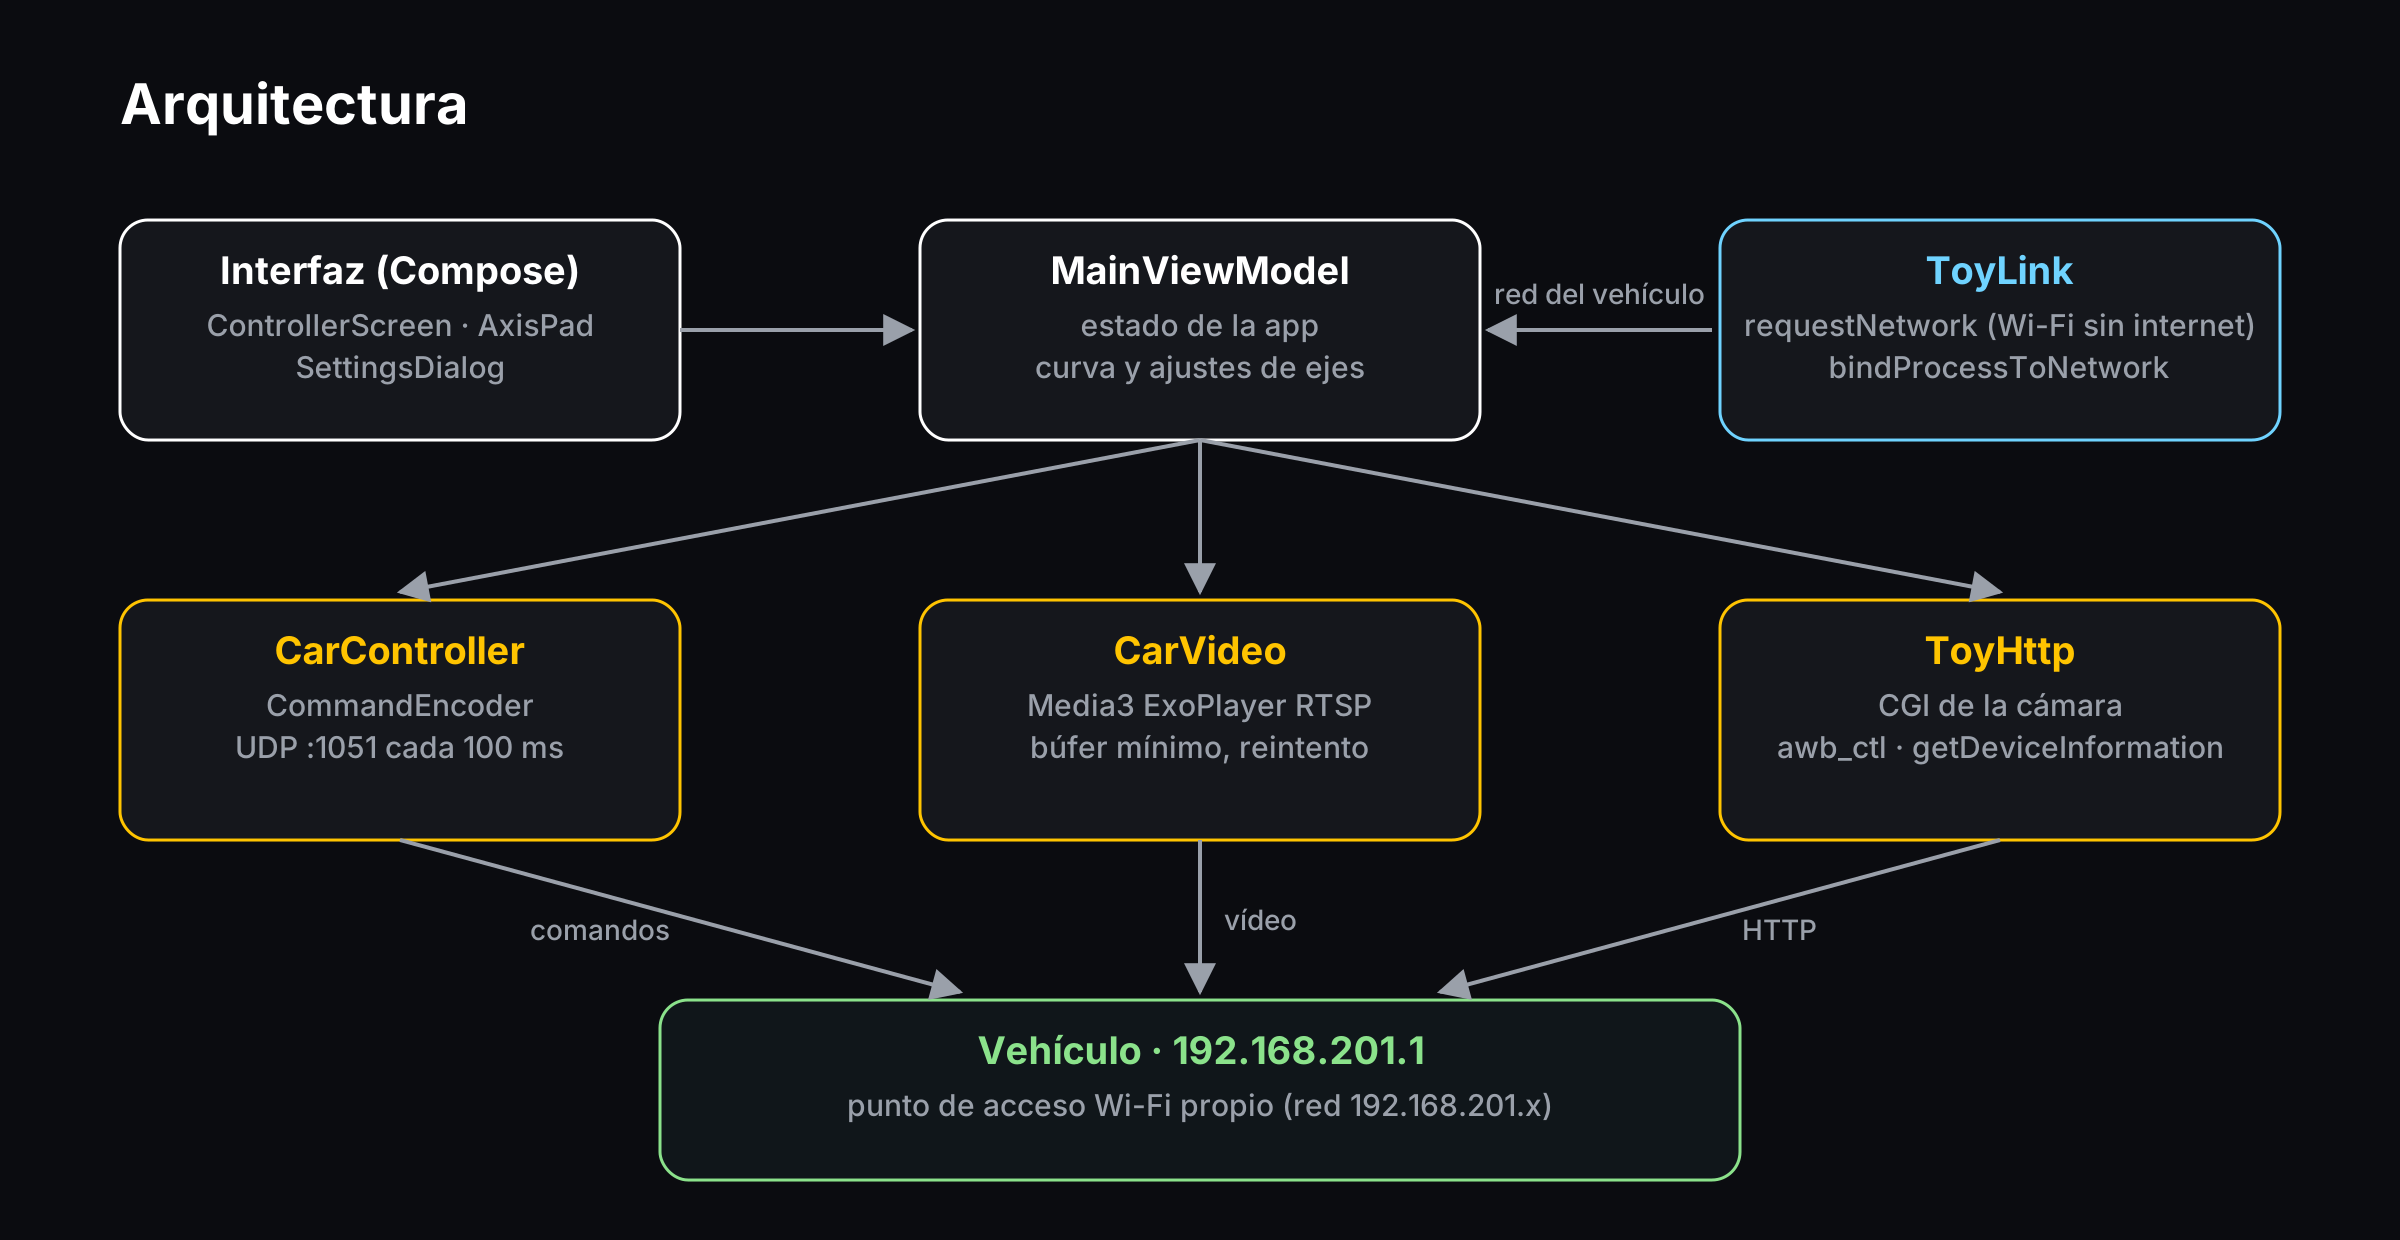 Arquitectura
Interfaz (Compose)
ControllerScreen · AxisPad
SettingsDialog
MainViewModel
estado de la app
curva y ajustes de ejes
red del vehículo
ToyLink
requestNetwork (Wi-Fi sin internet)
bindProcessToNetwork
CarController
CommandEncoder
UDP :1051 cada 100 ms
CarVideo
Media3 ExoPlayer RTSP
búfer mínimo, reintento
ToyHttp
CGI de la cámara
awb_ctl · getDeviceInformation
comandos
vídeo
HTTP
Vehículo · 192.168.201.1
punto de acceso Wi-Fi propio (red 192.168.201.x)